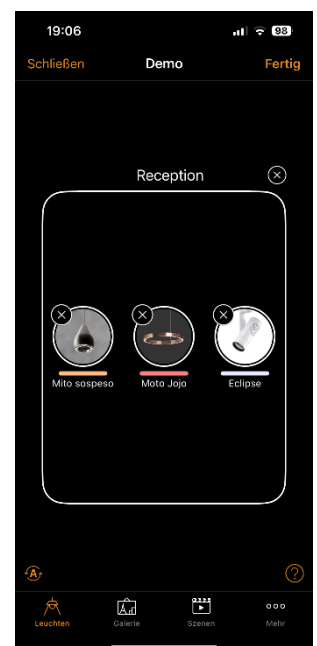 19:06
98
Schließen
Demo
Fertig
Reception
Mito sospeso
Moto Jojo
Eclipse
A
?
Leuchten
Galerie
Szenen
Mehr